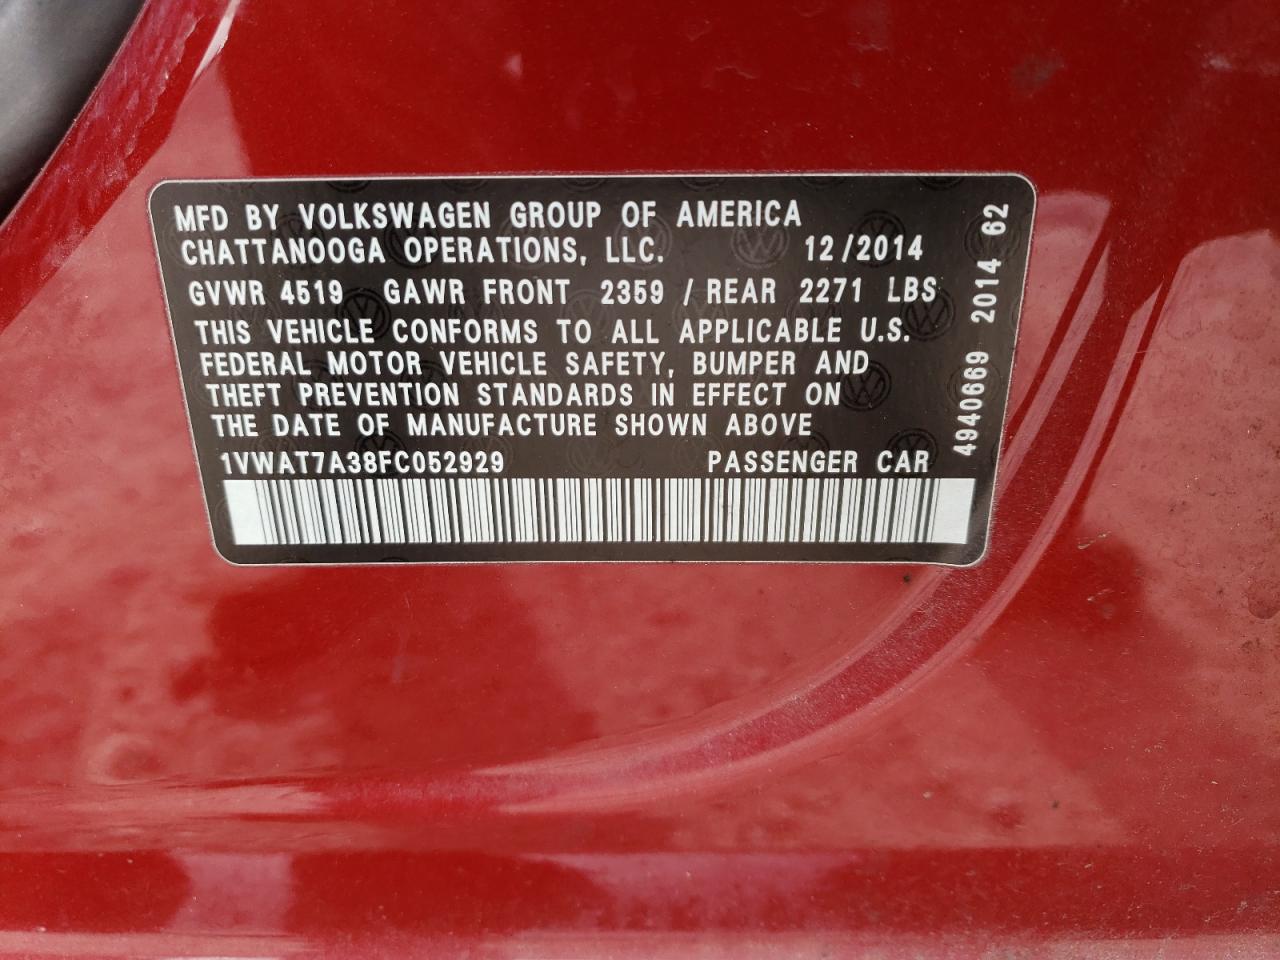 MFD BY VOLKSWAGEN GROUP OF AMERICA
CHATTANOOGA OPERATIONS, LLC. 12/2014
GVWR 4519 GAWR FRONT 2359 / REAR 2271 LBS
THIS VEHICLE CONFORMS TO ALL APPLICABLE U.S.
FEDERAL MOTOR VEHICLE SAFETY, BUMPER AND
THEFT PREVENTION STANDARDS IN EFFECT ON
THE DATE OF MANUFACTURE SHOWN ABOVE
1VWAT7A38FC052929 PASSENGER CAR
4940669 2014 62